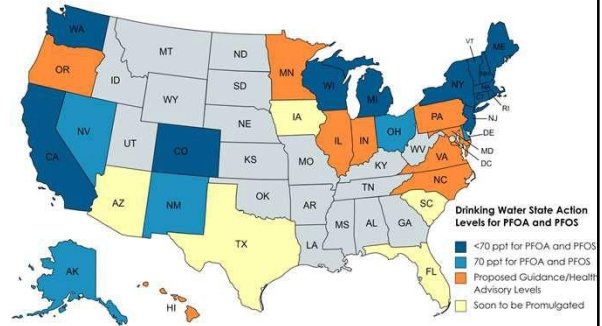 WA
MT
ND
MN
VT
ME
OR
ID
SD
WI
MI
NY
WY
IA
PA
RI
NJ
NV
UT
NE
IL
IN
OH
DE
MD
DC
CA
CO
KS
MO
KY
WV
VA
AZ
NM
OK
AR
TN
NC
SC
MS
AL
GA
TX
LA
FL
AK
HI
Drinking Water State Action
Levels for PFOA and PFOS
<70 ppt for PFOA and PFOS
70 ppt for PFOA and PFOS
Proposed Guidance/Health
Advisory Levels
Soon to be Promulgated